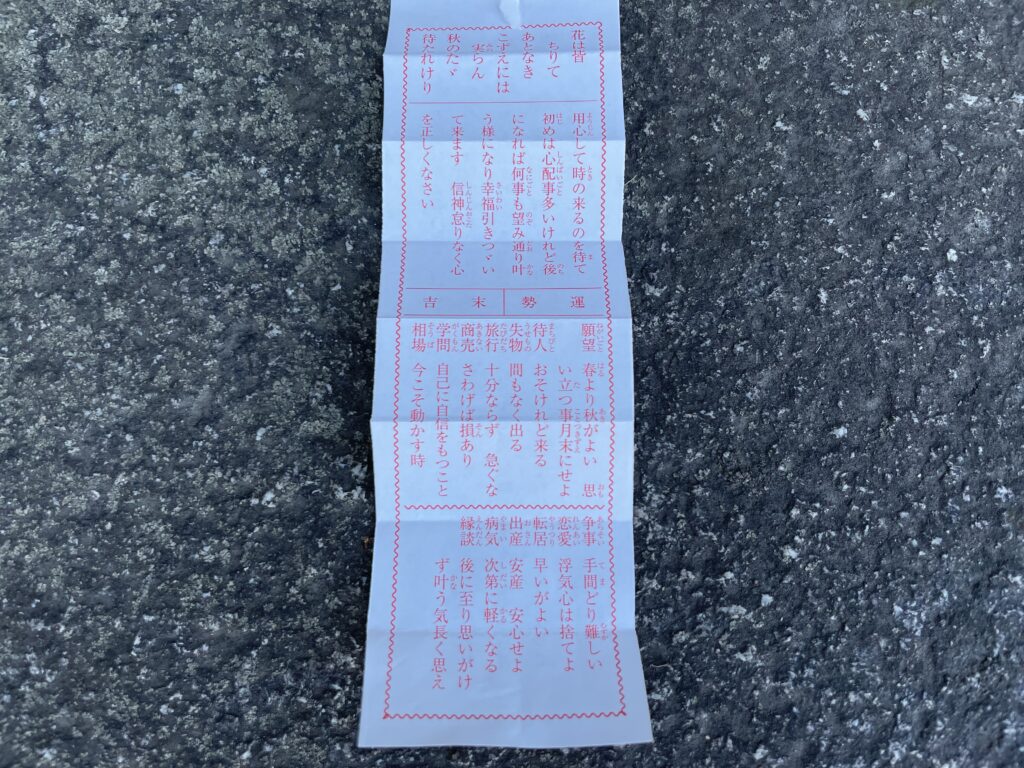 花は皆
ちりて
あとなき
こずえには
実らん
秋のたゞ
待たれけり
用心して時の来るのを待て
初めは心配事多いけれど後
になれば何事も望み通り叶
う様になり幸福引きつゞい
て来ます 信神怠りなく心
を正しくなさい
運勢 末吉
願望 春より秋がよい 思
い立つ事月末にせよ
待人 おそけれど来る
失物 間もなく出る
旅行 十分ならず 急ぐな
商売 さわげば損あり
学問 自己に自信をもつこと
相場 今こそ動かす時
争事 手間どり難しい
恋愛 浮気心は捨てよ
転居 早いがよい
出産 安産 安心せよ
病気 次第に軽くなる
縁談 後に至り思いがけ
ず叶う気長く思え